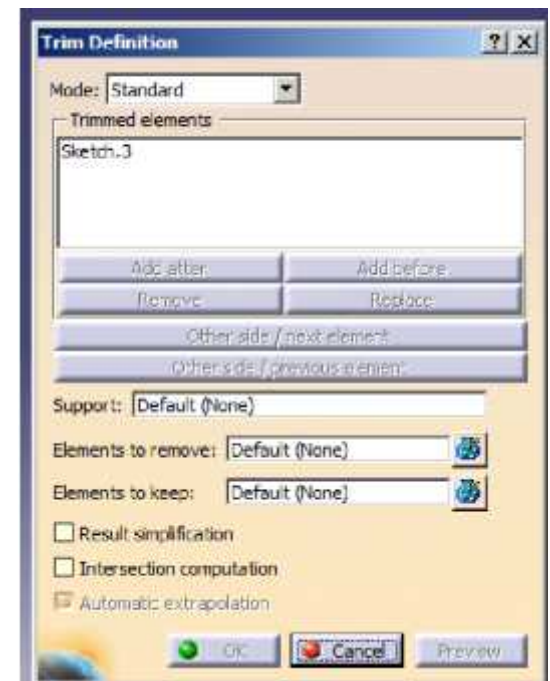 Trim Definition ? X
Mode: Standard
Trimmed elements
Sketch.3
Add after Add before
Remove Replace
Other side / next element
Other side / previous element
Support: Default (None)
Elements to remove: Default (None)
Elements to keep: Default (None)
Result simplification
Intersection computation
Automatic extrapolation
OK Cancel Preview